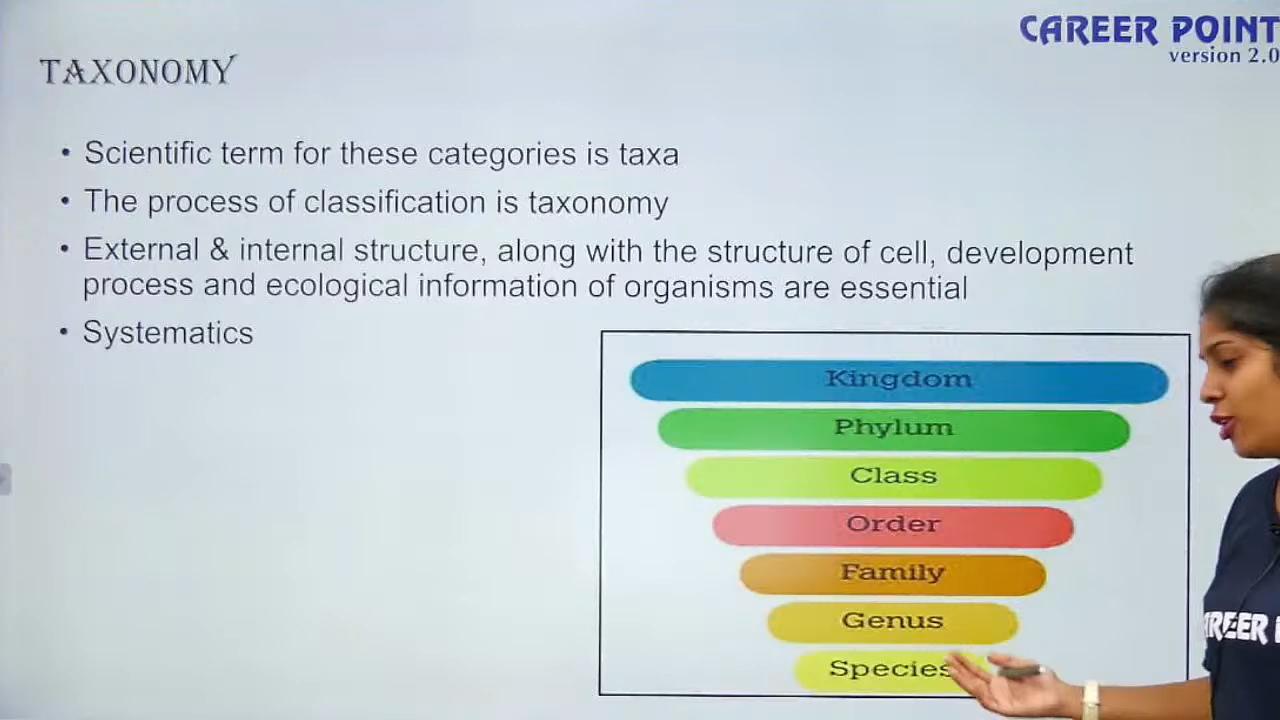 CAREER POINT
version 2.0
TAXONOMY
• Scientific term for these categories is taxa
• The process of classification is taxonomy
• External & internal structure, along with the structure of cell, development
process and ecological information of organisms are essential
• Systematics
Kingdom
Phylum
Class
Order
Family
Genus
Species